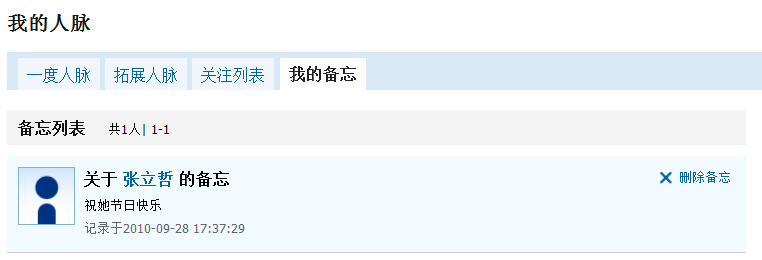 我的人脉
一度人脉 拓展人脉 关注列表 我的备忘
备忘列表 共1人| 1-1
关于 张立哲 的备忘 删除备忘
祝她节日快乐
记录于2010-09-28 17:37:29